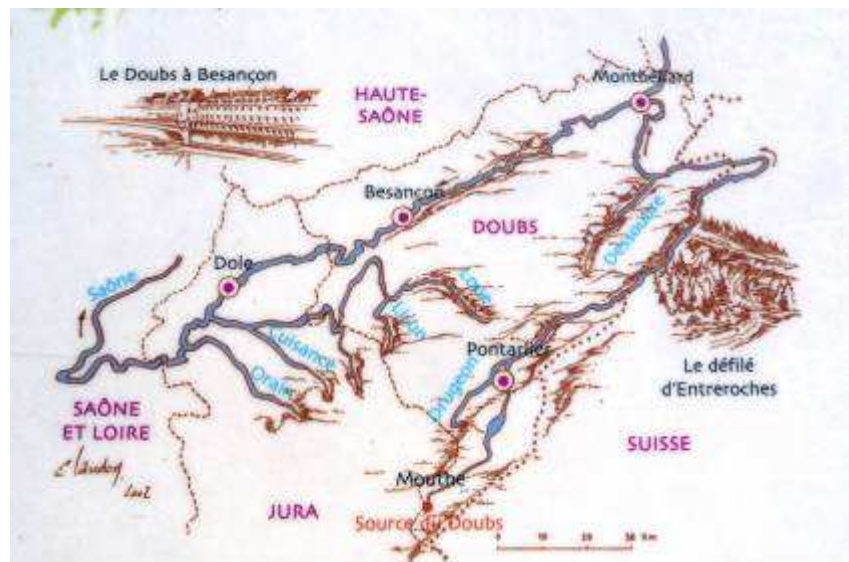 Le Doubs à Besançon
HAUTE-
SAÔNE
Montbéliard
Besançon
DOUBS
Dessoubre
Dole
Saône
Loue
Lison
Cuisance
Orain
Pontarlier
Drugeon
Le défilé
d'Entreroches
SAÔNE
ET LOIRE
SUISSE
Mouthe
JURA
Source du Doubs
0 10 20 30 Km